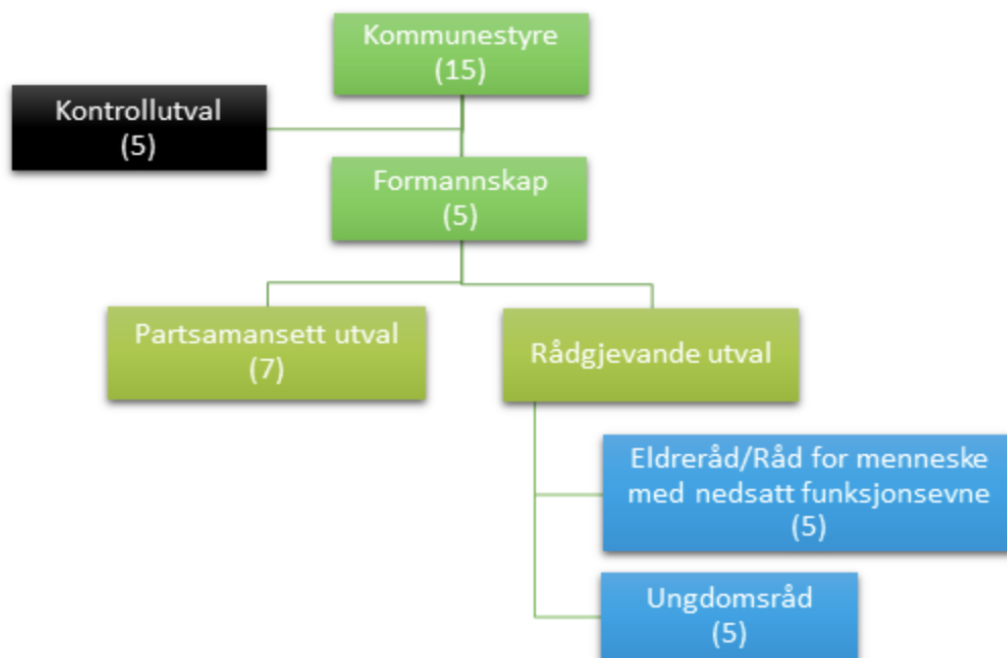 Kommunestyre
(15)
Kontrollutval
(5)
Formannskap
(5)
Partsamansett utval
(7)
Rådgjevande utval
Eldreråd/Råd for menneske
med nedsatt funksjonsevne
(5)
Ungdomsråd
(5)